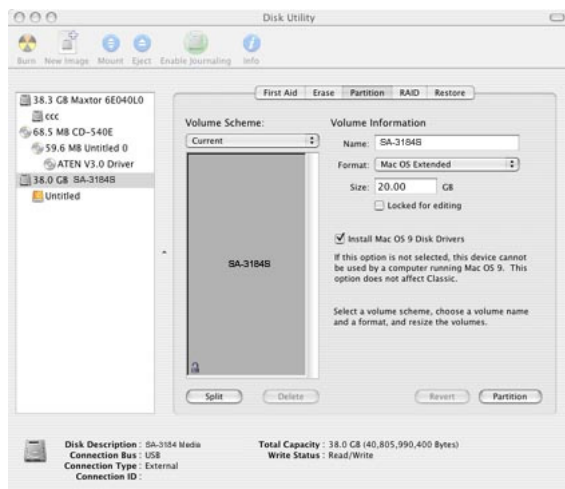 Disk Utility
Burn New Image Mount Eject Enable Journaling Info
38.3 GB Maxtor 6E040L0
ccc
68.5 MB CD-540E
59.6 MB Untitled 0
ATEN V3.0 Driver
38.0 GB SA-3184S
Untitled
First Aid Erase Partition RAID Restore
Volume Scheme:
Current
SA-3184S
Split Delete
Volume Information
Name: SA-3184S
Format: Mac OS Extended
Size: 20.00 GB
Locked for editing
Install Mac OS 9 Disk Drivers
If this option is not selected, this device cannot
be used by a computer running Mac OS 9. This
option does not affect Classic.
Select a volume scheme, choose a volume name
and a format, and resize the volumes.
Revert Partition
Disk Description : SA-3184 Media
Connection Bus : USB
Connection Type : External
Connection ID :
Total Capacity : 38.0 GB (40,805,990,400 Bytes)
Write Status : Read/Write